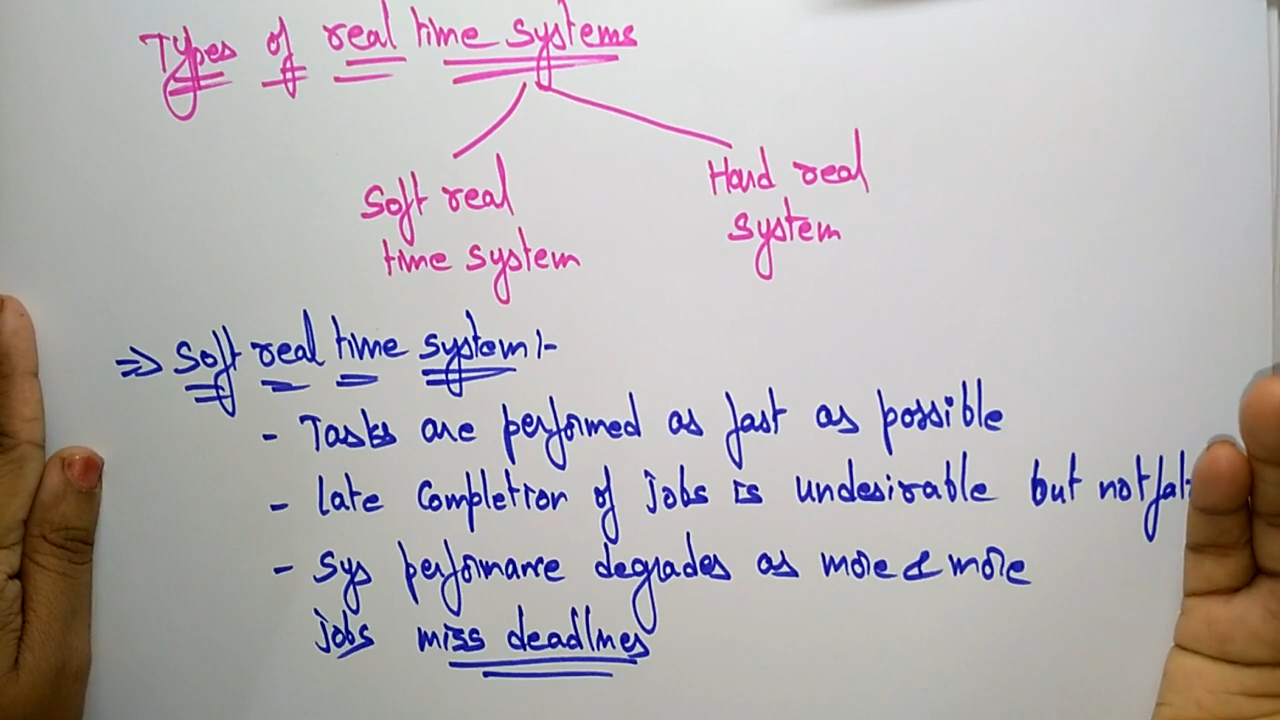 Types of real time systems
Soft real
time system
Hard real
system
⇒ Soft real time system :-
- Tasks are performed as fast as possible
- late completion of jobs is undesirable but not
- Sys performance degrades as more & more
jobs miss deadlines